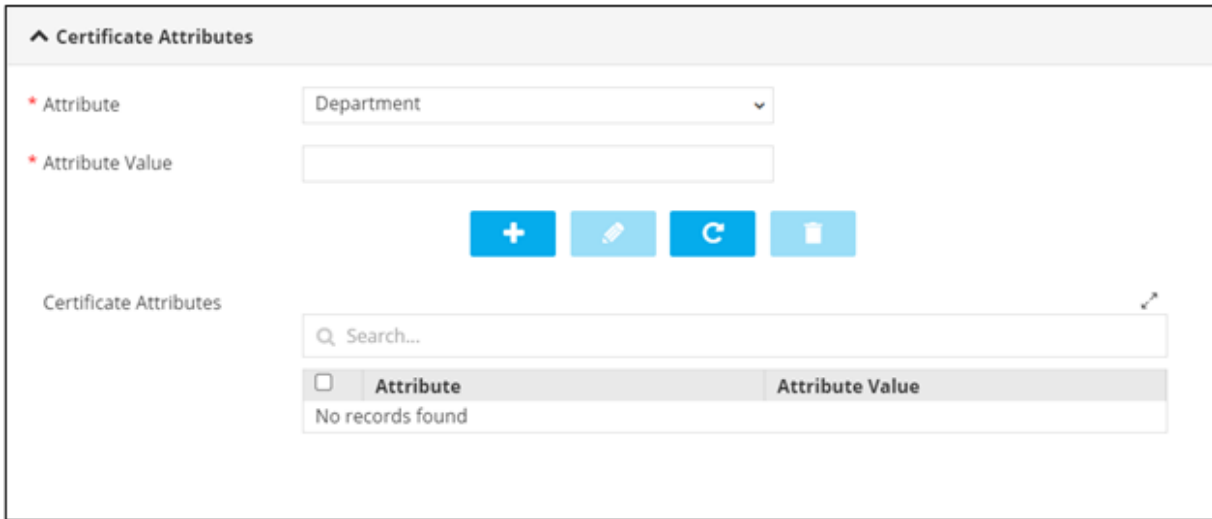 Certificate Attributes
* Attribute
Department
* Attribute Value
Certificate Attributes
Search...
Attribute Attribute Value
No records found